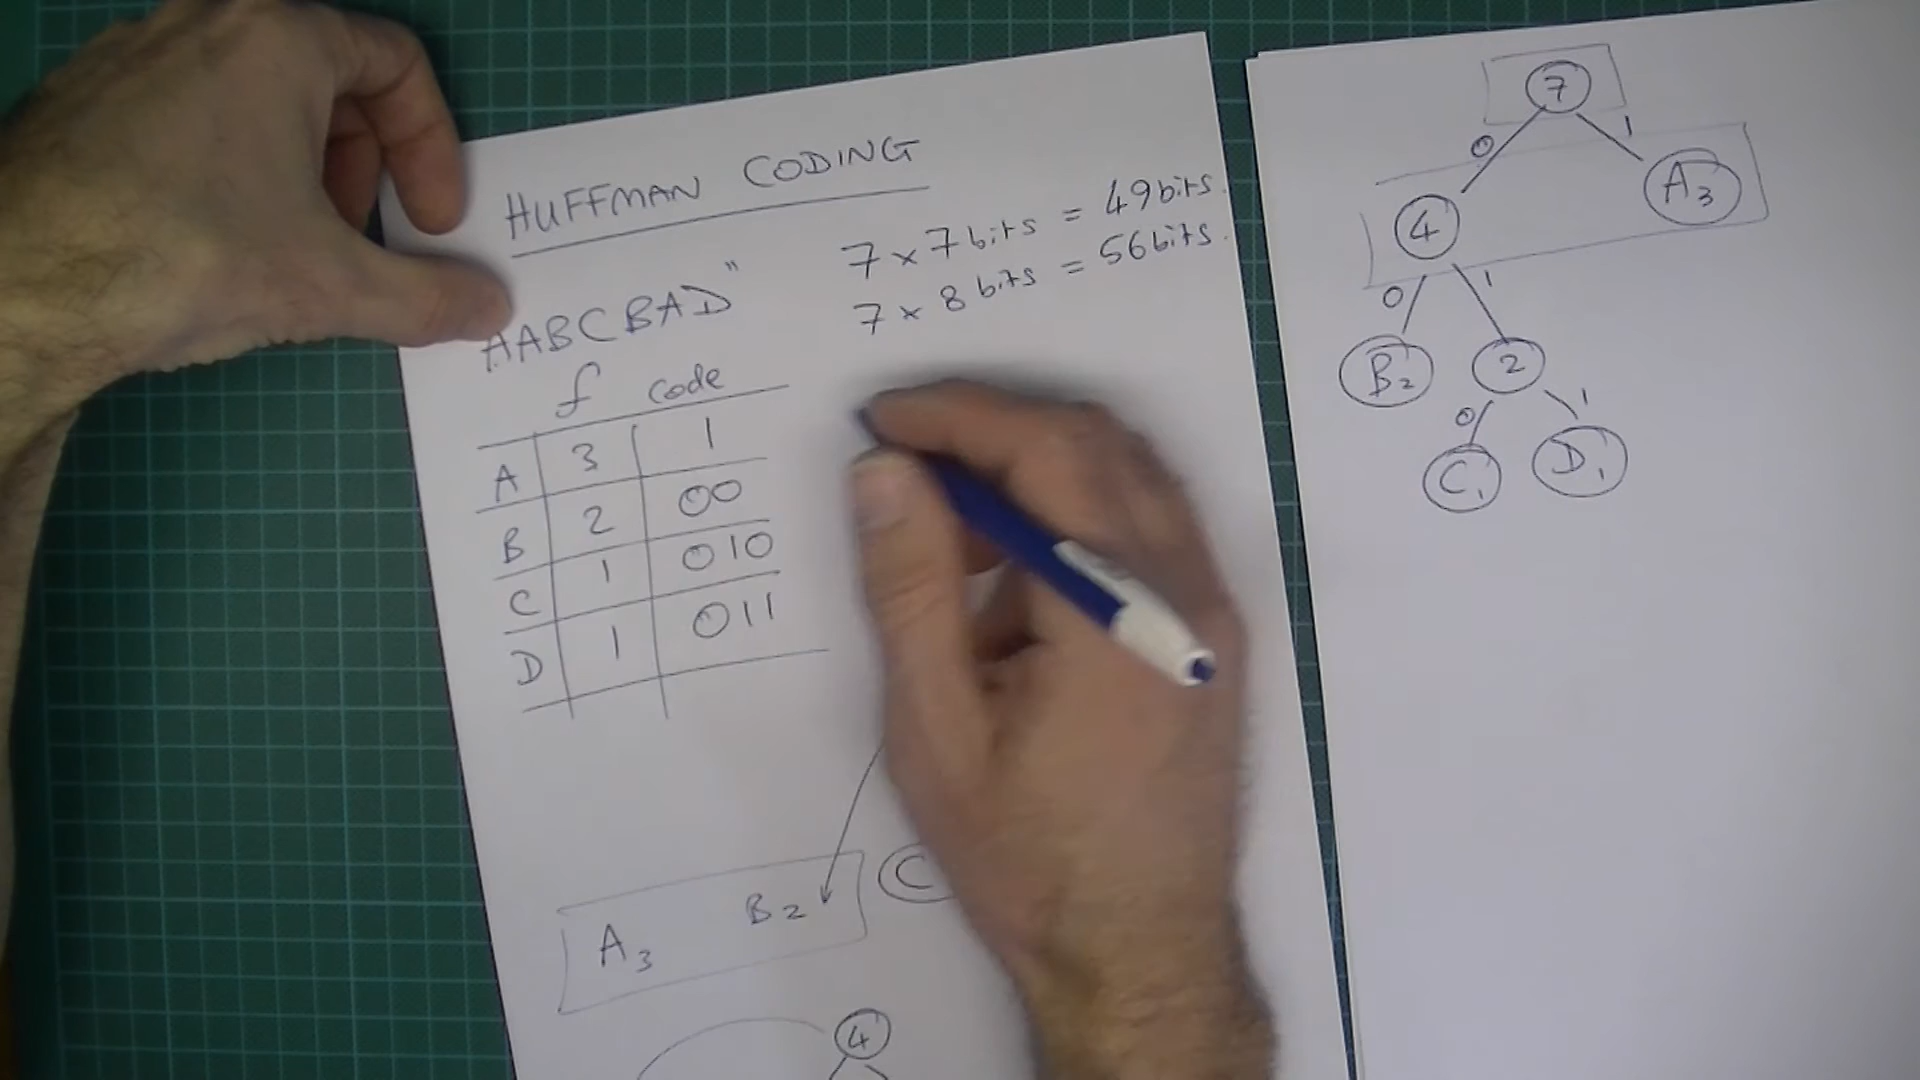 HUFFMAN CODING
AABCBAD"
7 x 7 bits = 49 bits.
7 x 8 bits = 56 bits.
f code
A 3 1
B 2 00
C 1 010
D 1 011
A3 B2 C
4
7
0 1
4 A3
0 1
B2 2
0 1
C1 D1